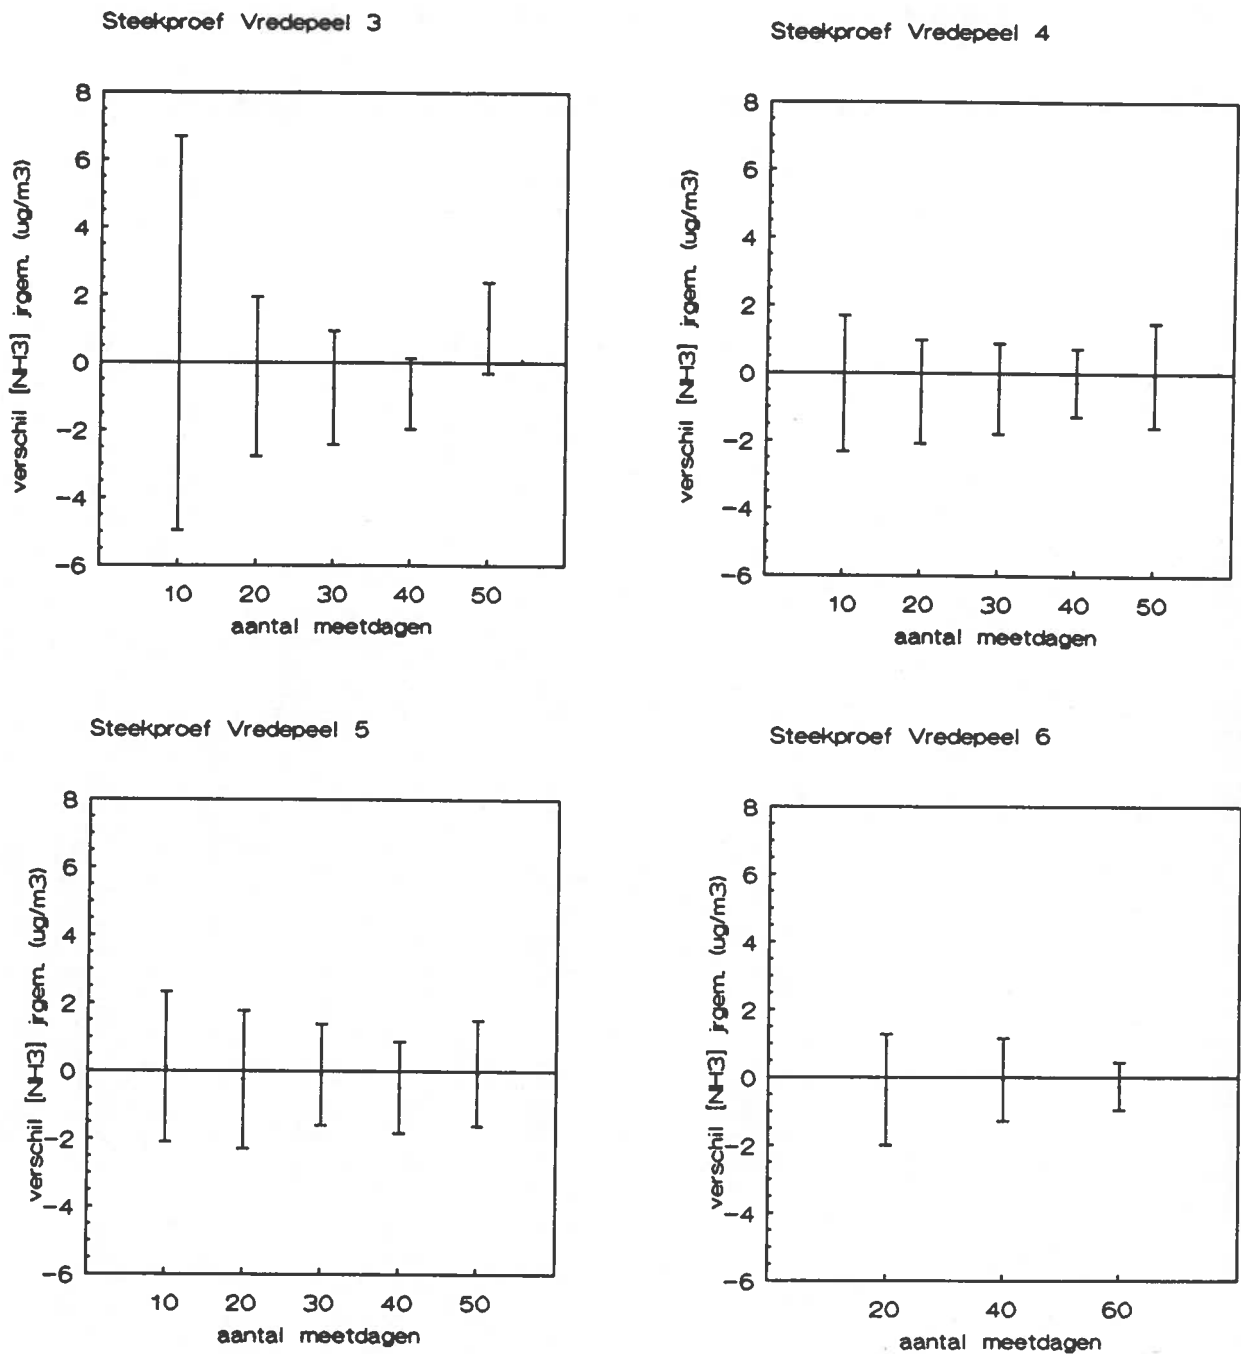 Steekproef Vredepeel 3
verschil [NH3] jrgem. (ug/m3)
8
6
4
2
0
-2
-4
-6
10 20 30 40 50
aantal meetdagen
Steekproef Vredepeel 4
verschil [NH3] jrgem. (ug/m3)
8
6
4
2
0
-2
-4
-6
10 20 30 40 50
aantal meetdagen
Steekproef Vredepeel 5
verschil [NH3] jrgem. (ug/m3)
8
6
4
2
0
-2
-4
-6
10 20 30 40 50
aantal meetdagen
Steekproef Vredepeel 6
verschil [NH3] jrgem. (ug/m3)
8
6
4
2
0
-2
-4
-6
20 40 60
aantal meetdagen